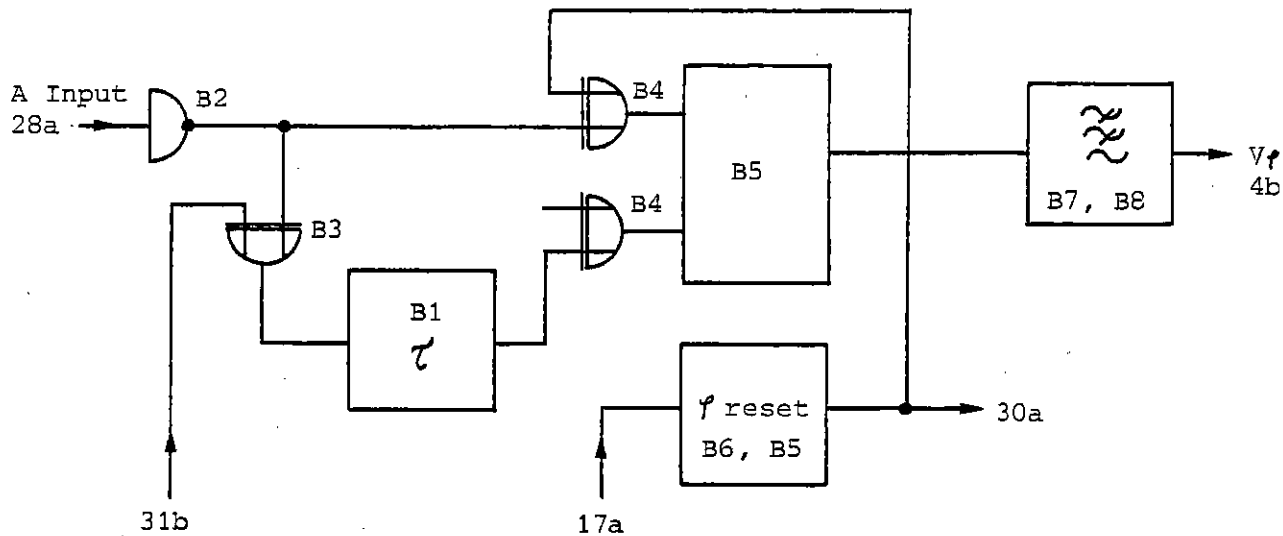 A Input
28a
B2
B4
B5
B7, B8
Vφ
4b
B3
B4
B1
τ
φ reset
B6, B5
30a
31b
17a